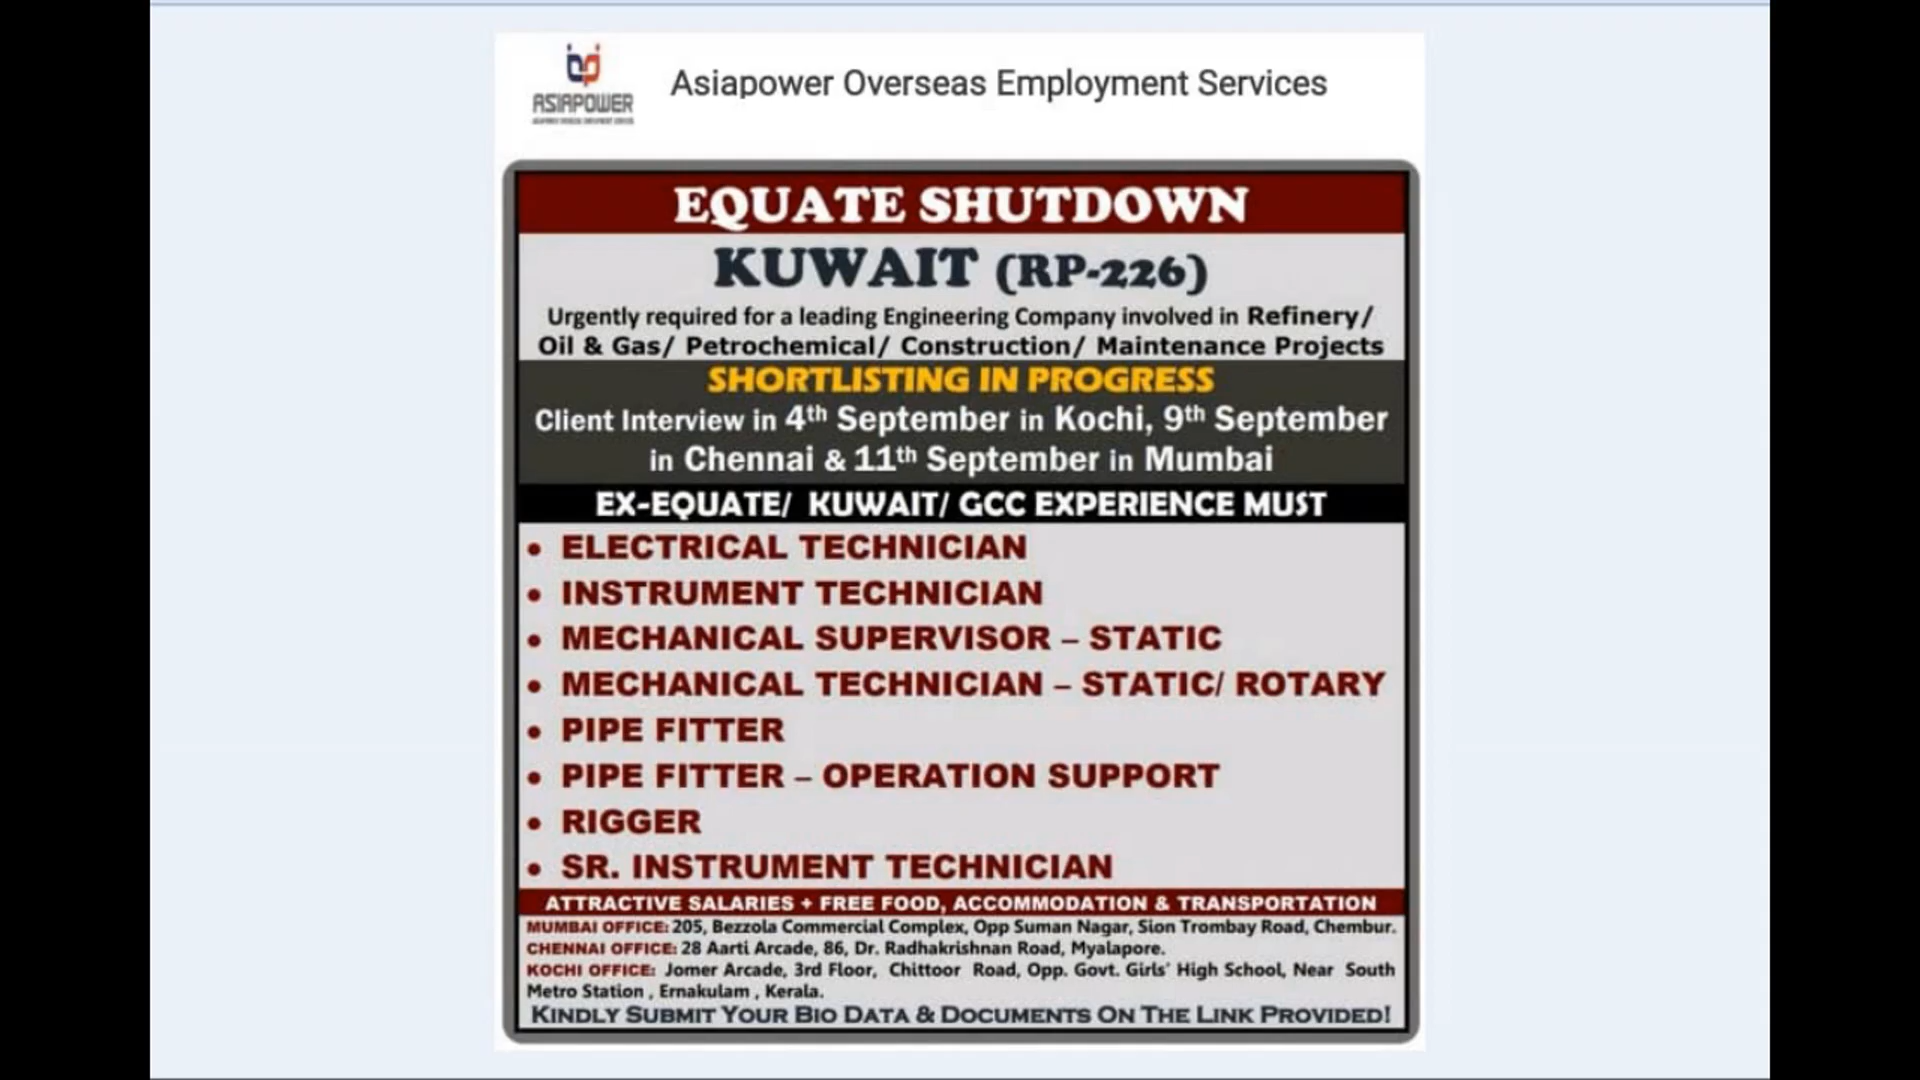 ASIAPOWER
Asiapower Overseas Employment Services
EQUATE SHUTDOWN
KUWAIT (RP-226)
Urgently required for a leading Engineering Company involved in Refinery/
Oil & Gas/ Petrochemical/ Construction/ Maintenance Projects
SHORTLISTING IN PROGRESS
Client Interview in 4th September in Kochi, 9th September
in Chennai & 11th September in Mumbai
EX-EQUATE/ KUWAIT/ GCC EXPERIENCE MUST
• ELECTRICAL TECHNICIAN
• INSTRUMENT TECHNICIAN
• MECHANICAL SUPERVISOR – STATIC
• MECHANICAL TECHNICIAN – STATIC/ ROTARY
• PIPE FITTER
• PIPE FITTER – OPERATION SUPPORT
• RIGGER
• SR. INSTRUMENT TECHNICIAN
ATTRACTIVE SALARIES + FREE FOOD, ACCOMMODATION & TRANSPORTATION
MUMBAI OFFICE: 205, Bezzola Commercial Complex, Opp Suman Nagar, Sion Trombay Road, Chembur.
CHENNAI OFFICE: 28 Aarti Arcade, 86, Dr. Radhakrishnan Road, Myalapore.
KOCHI OFFICE: Jomer Arcade, 3rd Floor, Chittoor Road, Opp. Govt. Girls' High School, Near South
Metro Station , Ernakulam , Kerala.
KINDLY SUBMIT YOUR BIO DATA & DOCUMENTS ON THE LINK PROVIDED!